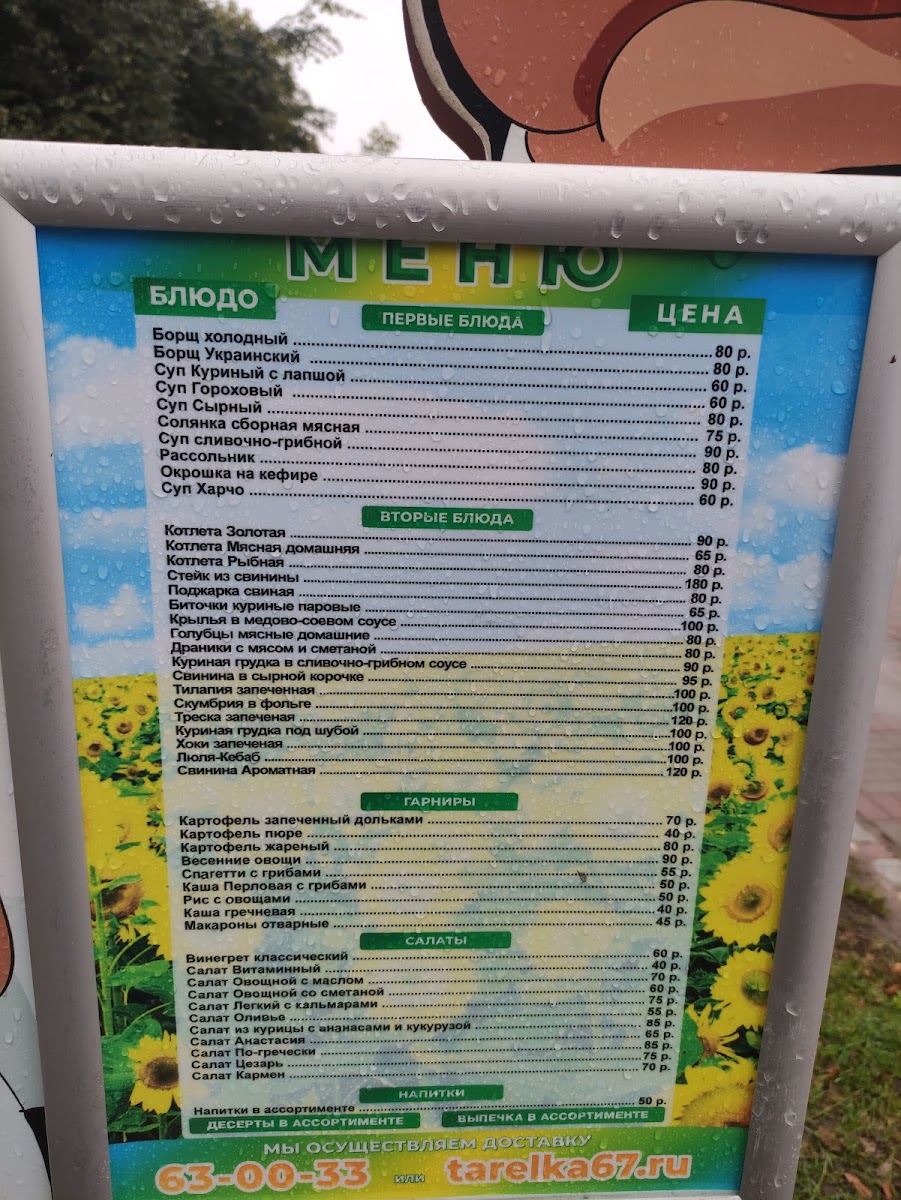 МЕНЮ
БЛЮДО ЦЕНА
ПЕРВЫЕ БЛЮДА
Борщ холодный 80 р.
Борщ Украинский 80 р.
Суп Куриный с лапшой 60 р.
Суп Гороховый 60 р.
Суп Сырный 80 р.
Солянка сборная мясная 75 р.
Суп сливочно-грибной 90 р.
Рассольник 80 р.
Окрошка на кефире 90 р.
Суп Харчо 60 р.
ВТОРЫЕ БЛЮДА
Котлета Золотая 90 р.
Котлета Мясная домашняя 65 р.
Котлета Рыбная 80 р.
Стейк из свинины 180 р.
Поджарка свиная 80 р.
Биточки куриные паровые 65 р.
Крылья в медово-соевом соусе 100 р.
Голубцы мясные домашние 80 р.
Драники с мясом и сметаной 80 р.
Куриная грудка в сливочно-грибном соусе 90 р.
Свинина в сырной корочке 95 р.
Тилапия запеченная 100 р.
Скумбрия в фольге 100 р.
Треска запеченая 120 р.
Куриная грудка под шубой 100 р.
Хоки запеченая 100 р.
Люля-Кебаб 100 р.
Свинина Ароматная 120 р.
ГАРНИРЫ
Картофель запеченный дольками 70 р.
Картофель пюре 40 р.
Картофель жареный 80 р.
Весенние овощи 90 р.
Спагетти с грибами 55 р.
Каша Перловая с грибами 50 р.
Рис с овощами 50 р.
Каша гречневая 40 р.
Макароны отварные 45 р.
САЛАТЫ
Винегрет классический 60 р.
Салат Витаминный 40 р.
Салат Овощной с маслом 70 р.
Салат Овощной со сметаной 60 р.
Салат Легкий с кальмарами 75 р.
Салат Оливье 55 р.
Салат из курицы с ананасами и кукурузой 85 р.
Салат Анастасия 65 р.
Салат По-гречески 85 р.
Салат Цезарь 75 р.
Салат Кармен 70 р.
НАПИТКИ
Напитки в ассортименте 50 р.
ДЕСЕРТЫ В АССОРТИМЕНТЕ ВЫПЕЧКА В АССОРТИМЕНТЕ
МЫ ОСУЩЕСТВЛЯЕМ ДОСТАВКУ
63-00-33 или tarelka67.ru